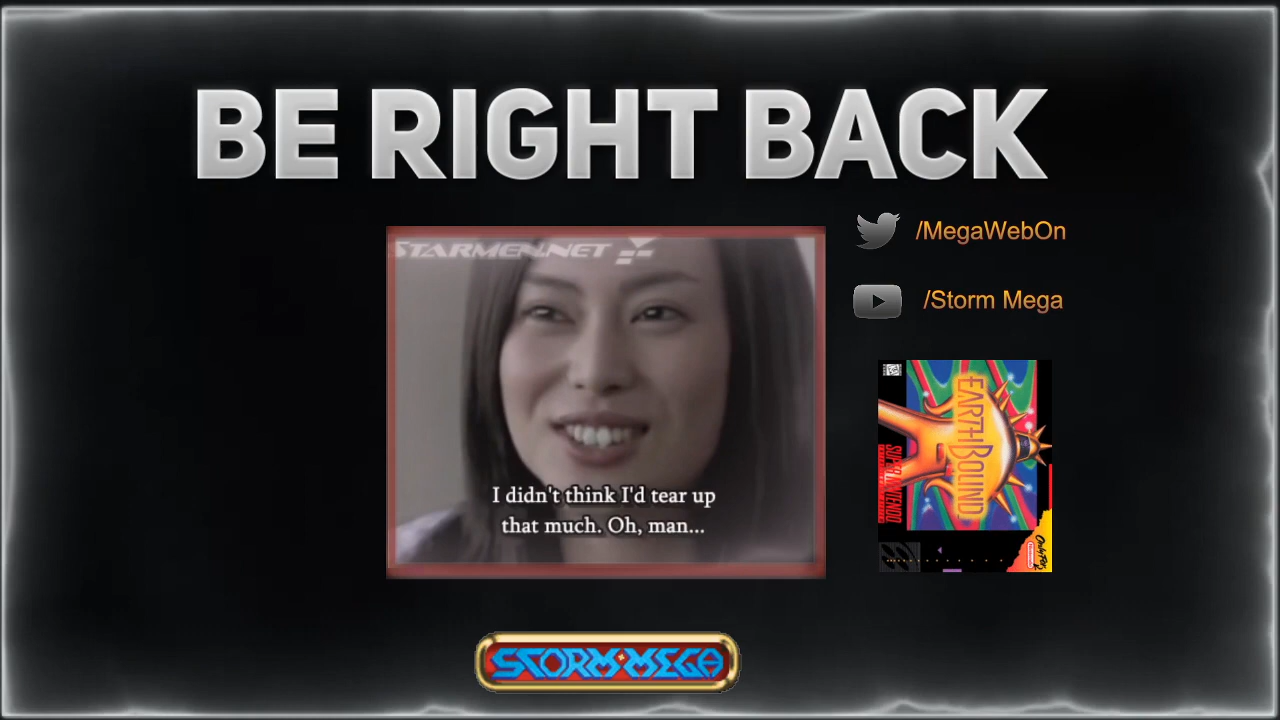 BE RIGHT BACK
/MegaWebOn
STARMEN.NET
/Storm Mega
EARTHBOUND
SUPER NINTENDO
I didn't think I'd tear up
that much. Oh, man...
STORM MEGA